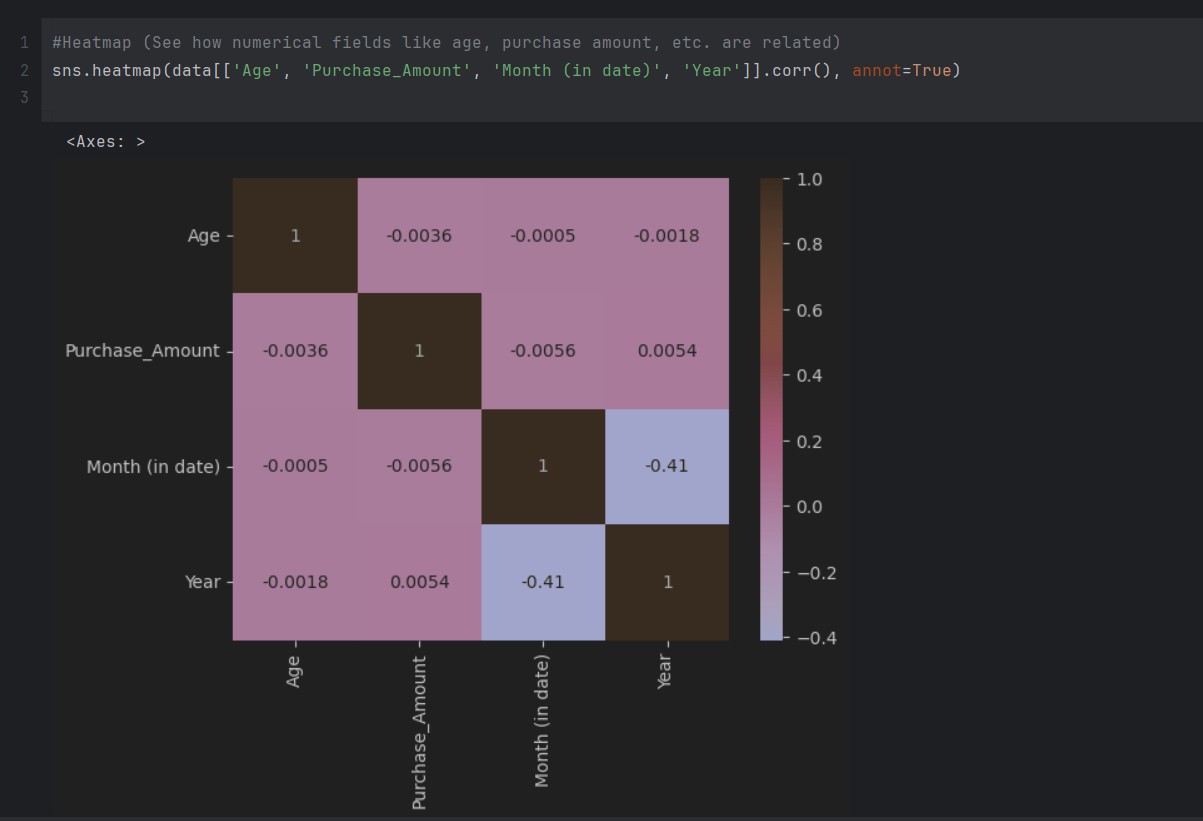 1 #Heatmap (See how numerical fields like age, purchase amount, etc. are related)
2 sns.heatmap(data[['Age', 'Purchase_Amount', 'Month (in date)', 'Year']].corr(), annot=True)
3
<Axes: >
1.0
Age 1 -0.0036 -0.0005 -0.0018
0.8
0.6
Purchase_Amount -0.0036 1 -0.0056 0.0054
0.4
0.2
Month (in date) -0.0005 -0.0056 1 -0.41
0.0
−0.2
Year -0.0018 0.0054 -0.41 1
−0.4
Age
Purchase_Amount
Month (in date)
Year